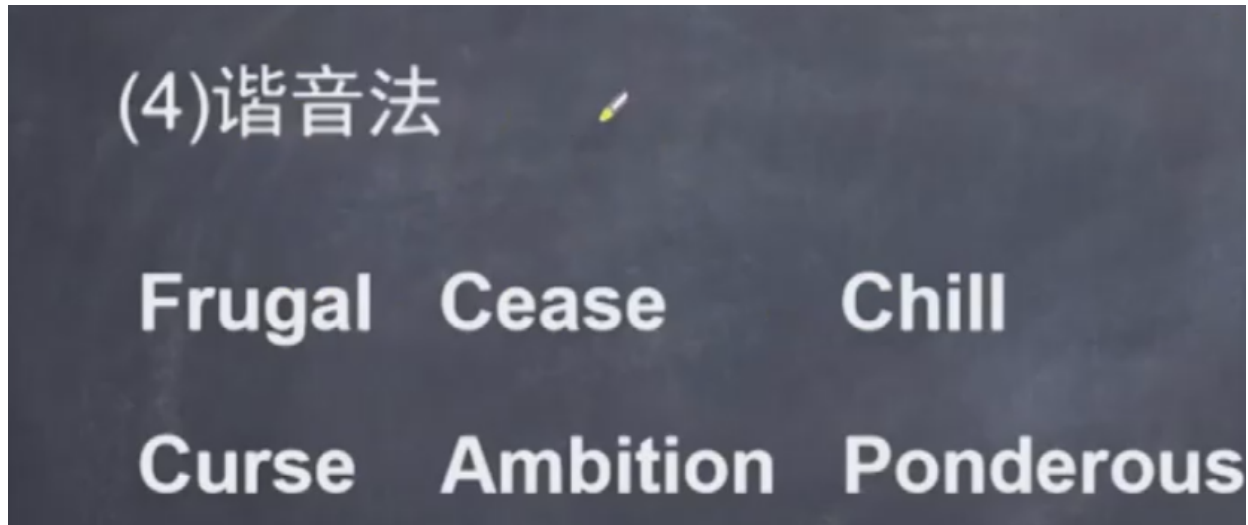 (4)谐音法
Frugal Cease Chill
Curse Ambition Ponderous